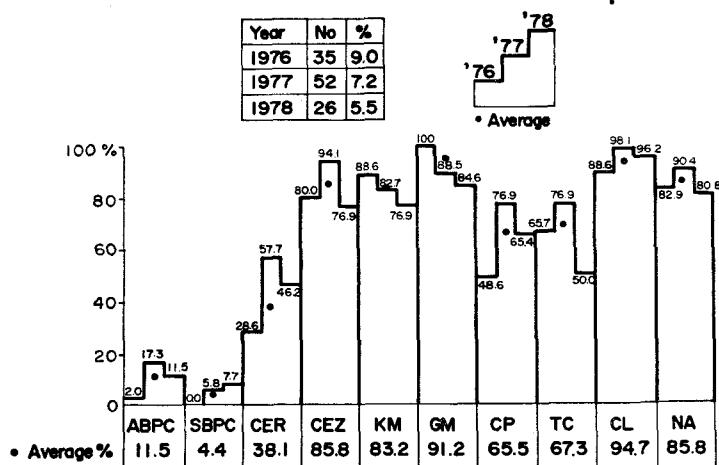 Year No %
1976 35 9.0
1977 52 7.2
1978 26 5.5
'76 '77 '78
• Average
100 %
80
60
40
20
0
2.0 17.3 11.5
0.0 5.8 7.7
28.6 57.7 46.2
80.0 94.1 76.9
88.6 82.7 76.9
100 88.5 84.6
48.6 76.9 65.4
65.7 76.9 50.0
88.6 98.1 96.2
82.9 90.4 80.8
ABPC SBPC CER CEZ KM GM CP TC CL NA
• Average % 11.5 4.4 38.1 85.8 83.2 91.2 65.5 67.3 94.7 85.8